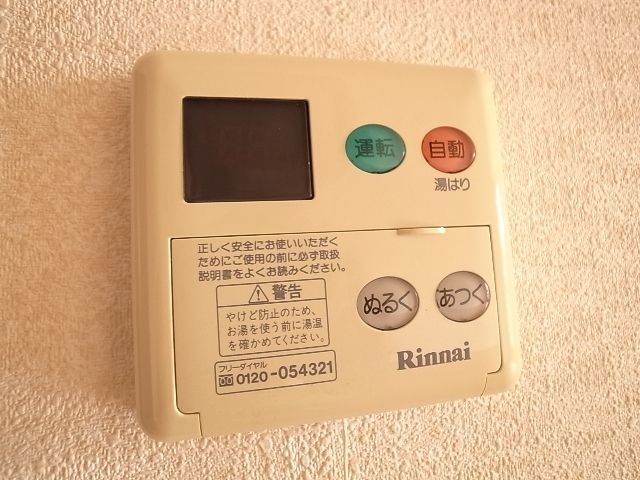 運転
自動
湯はり
正しく安全にお使いいただく
ためにご使用の前に必ず取扱
説明書をよくお読みください。
警告
やけど防止のため、
お湯を使う前に湯温
を確かめてください。
フリーダイヤル
0120-054321
ぬるく
あつく
Rinnai